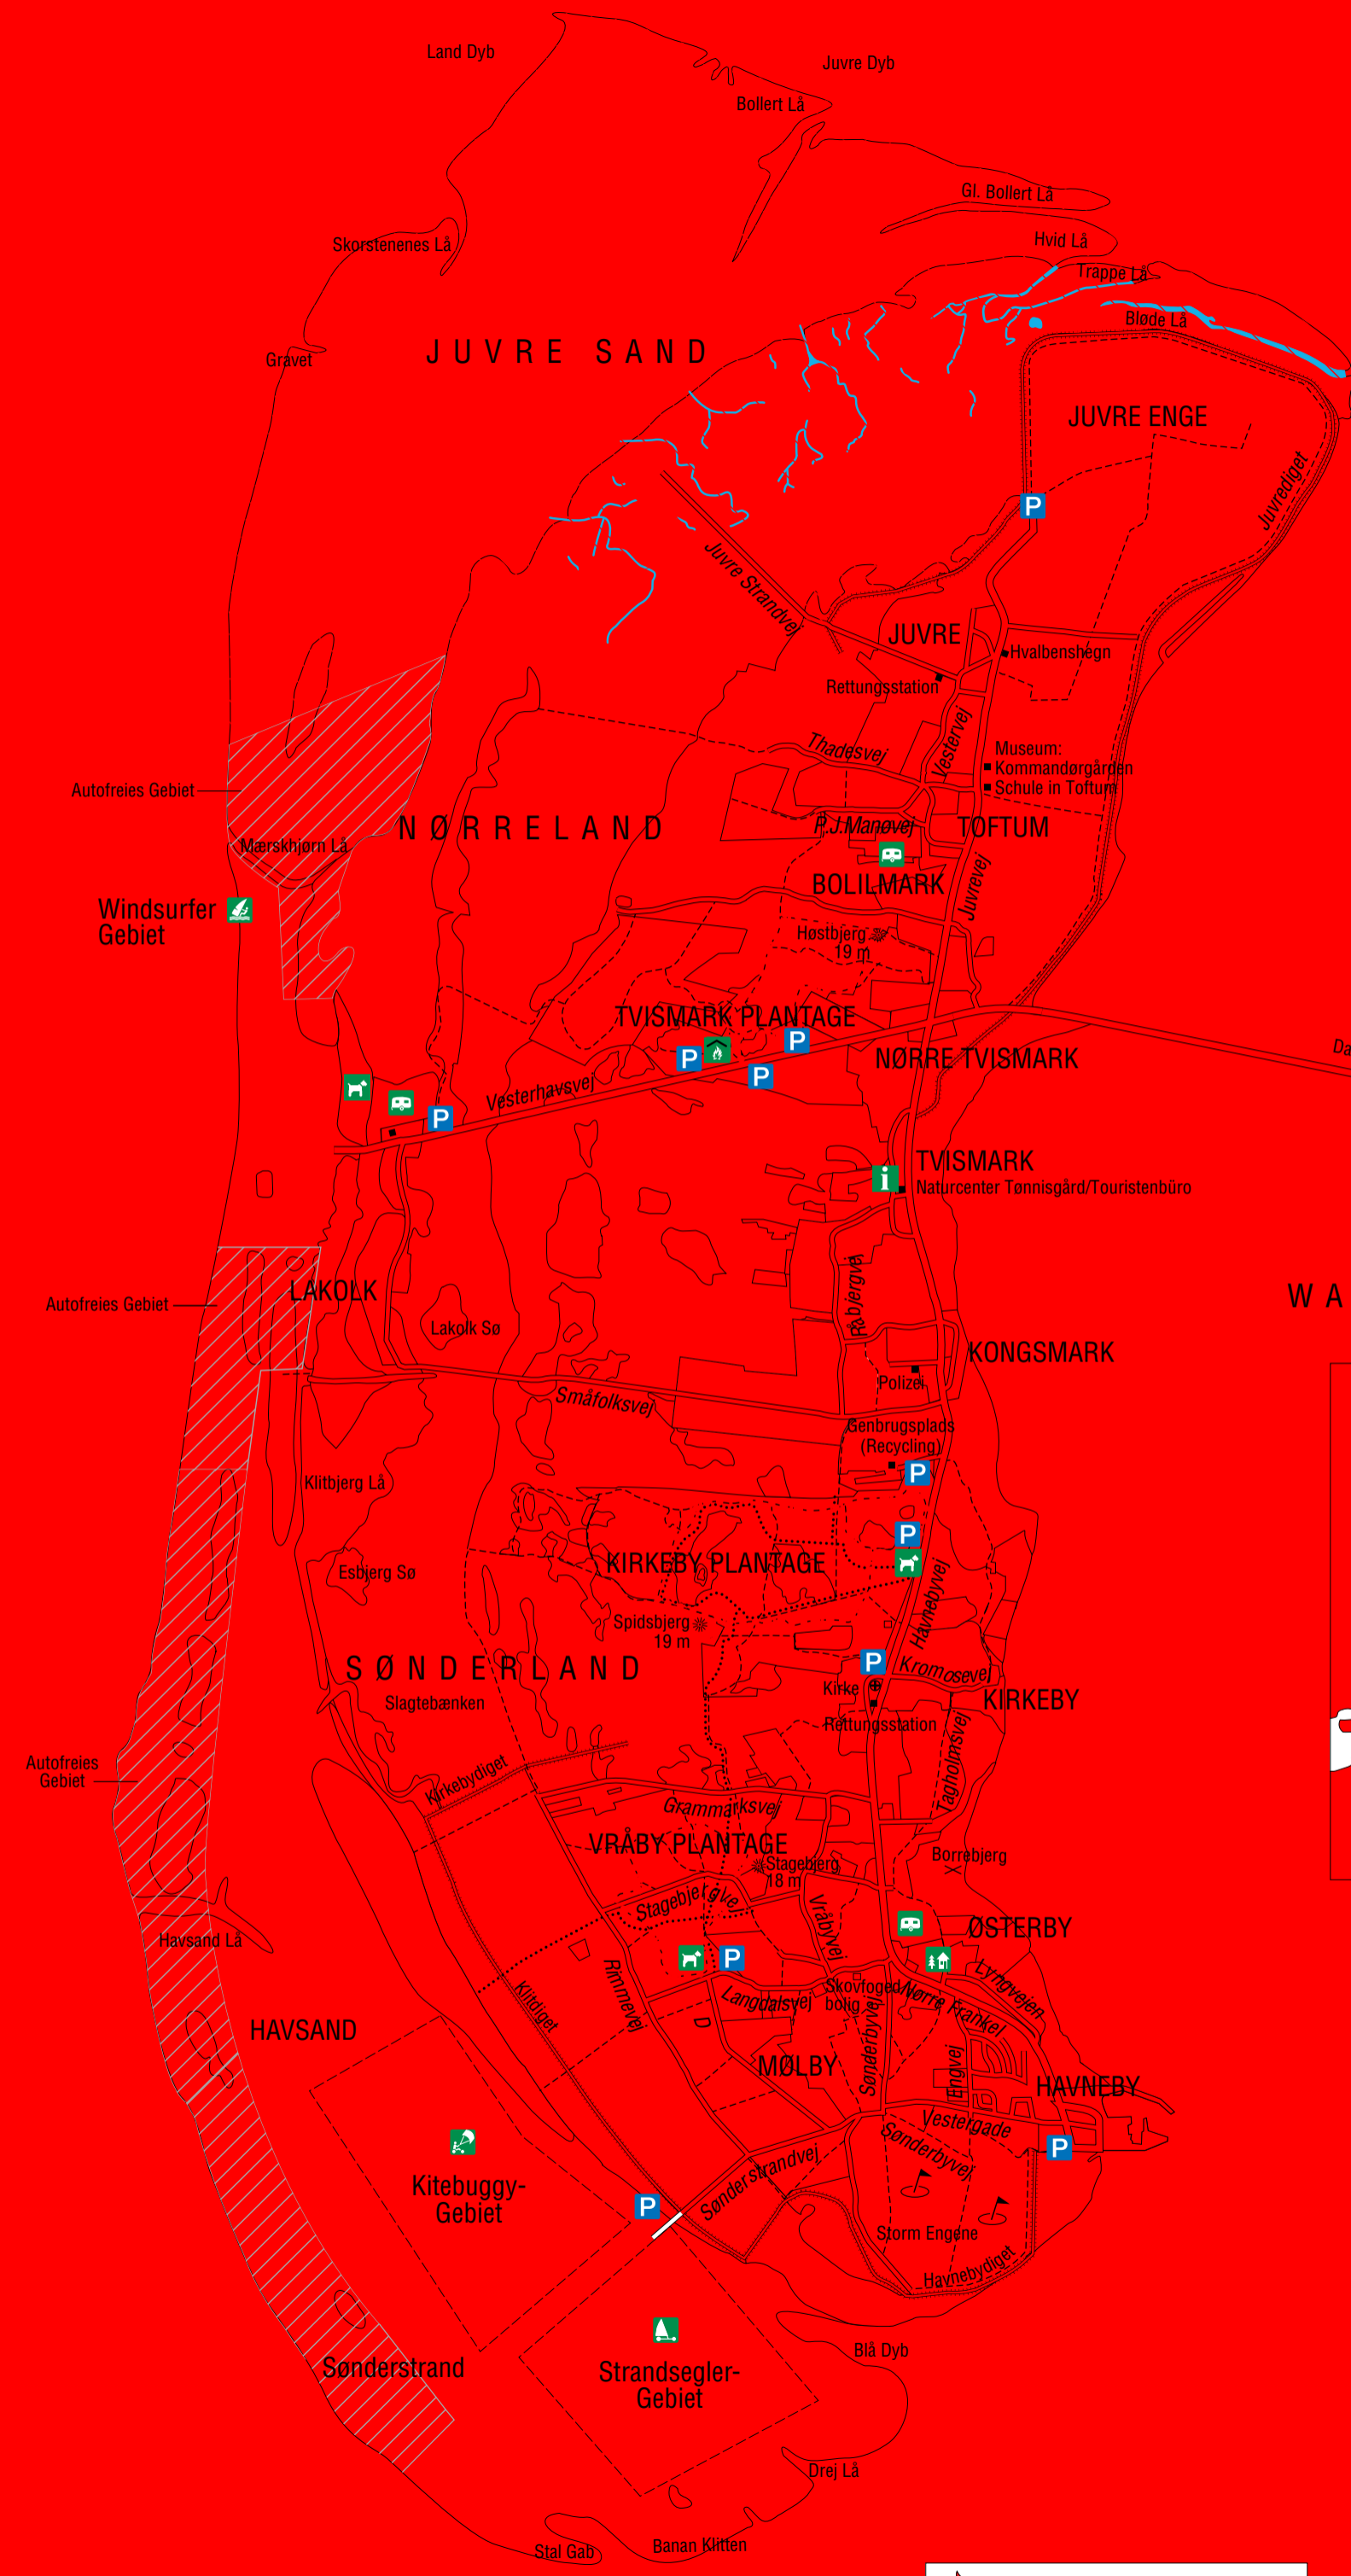 Land Dyb
Juvre Dyb
Bollert Lå
Gl. Bollert Lå
Skorstenenes Lå
Hvid Lå
Trappe Lå
Bløde Lå
JUVRE SAND
Gravet
JUVRE ENGE
Juvrediget
P
Juvre Strandvej
JUVRE
Hvalbenshegn
Rettungsstation
Vestervej
Thadesvej
Museum:
Kommandørgården
Schule in Toftum
Autofreies Gebiet
NØRRELAND
P.J.Manøvej
TOFTUM
Mærskhjørn Lå
BOLILMARK
Juvrevej
Windsurfer
Gebiet
Høstbjerg
19 m
TVISMARK PLANTAGE
P
P
P
NØRRE TVISMARK
Da
Vesterhavsvej
P
TVISMARK
i
Naturcenter Tønnisgård/Touristenbüro
Råbjergvej
LAKOLK
Autofreies Gebiet
WA
Lakolk Sø
KONGSMARK
Polizei
Småfolksvej
Genbrugsplads
(Recycling)
P
Klitbjerg Lå
P
KIRKEBY PLANTAGE
Esbjerg Sø
Havnebyvej
Spidsbjerg
19 m
SØNDERLAND
P
Kromosevej
Kirke
KIRKEBY
Slagtebænken
Rettungsstation
Tagholmsvej
Autofreies
Gebiet
Kirkebydiget
Grammarksvej
VRÅBY PLANTAGE
Borrebjerg
Stagebjerg
18 m
Stagebjergvej
Vråbyvej
ØSTERBY
Havsand Lå
P
Lyngvejen
Rimmevej
Klitdiget
Skovfoged-
bolig
Nørre Frankel
Langdalsvej
D
HAVSAND
Sønderbyvej
MØLBY
Engvej
HAVNEBY
Vestergade
Sønderbyvej
P
Kitebuggy-
Gebiet
Sønderstrandvej
P
Storm Engene
Havnebydiget
Blå Dyb
Sønderstrand
Strandsegler-
Gebiet
Drej Lå
Banan Klitten
Stal Gab